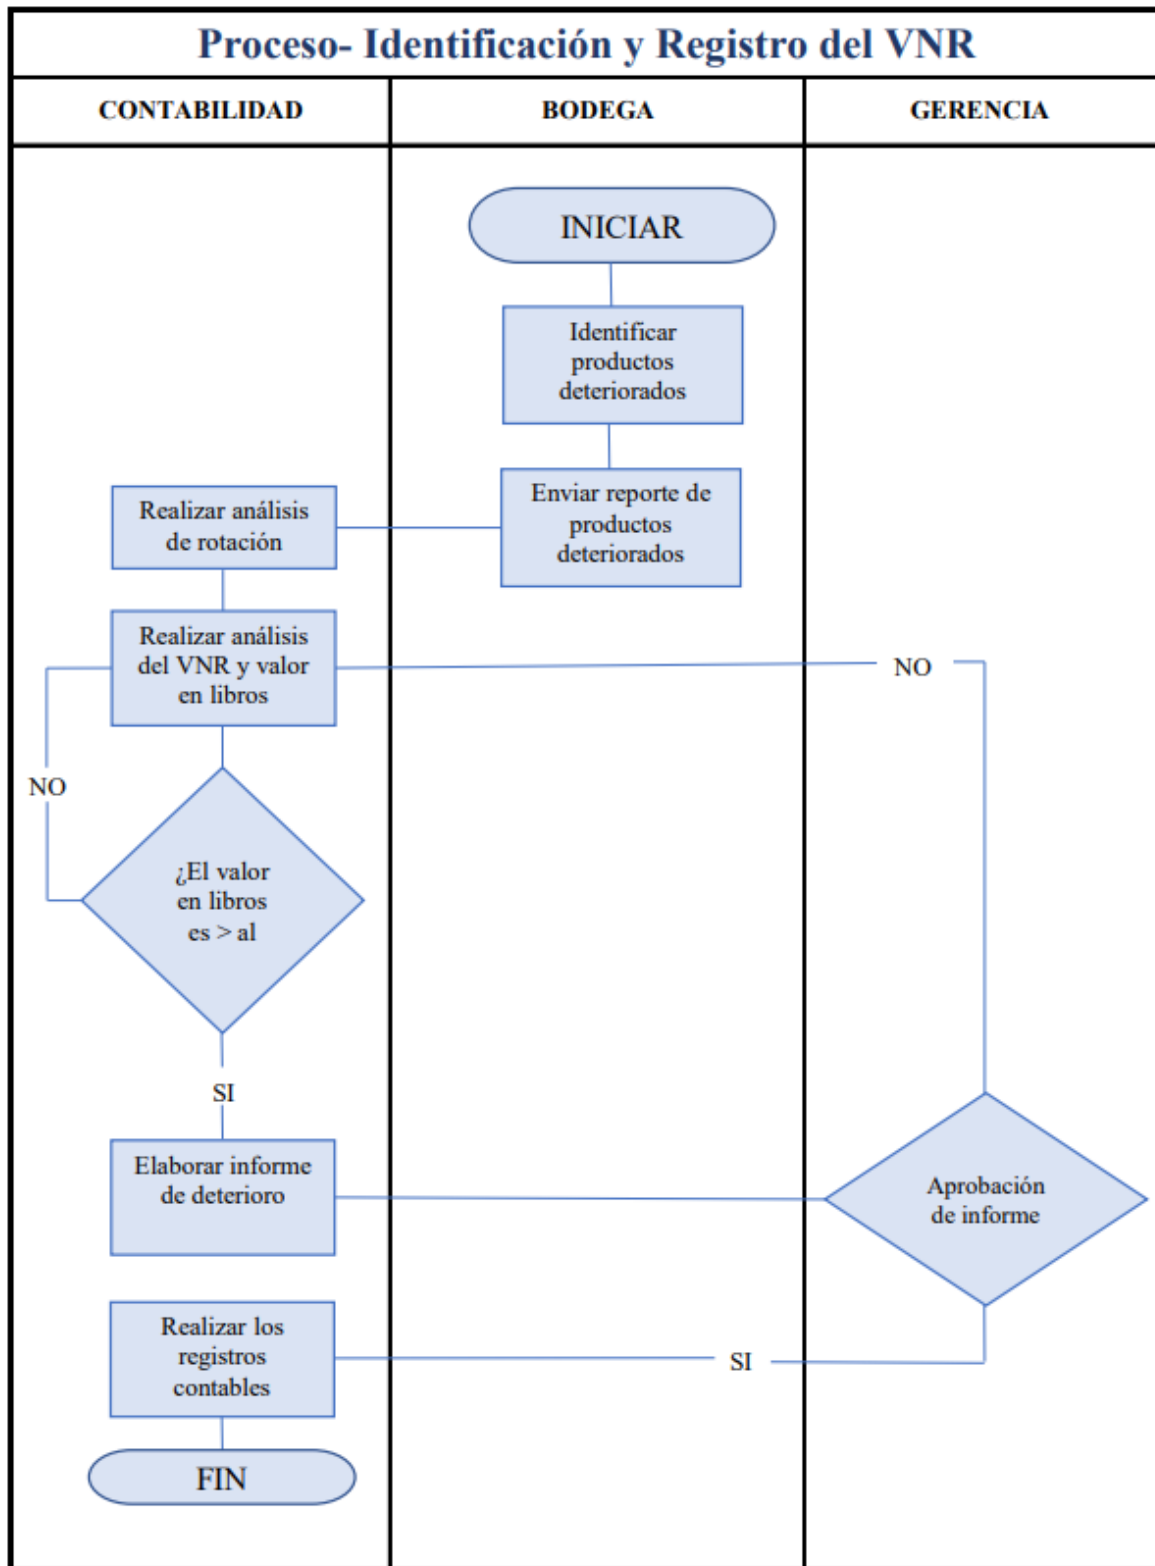 Proceso- Identificación y Registro del VNR
CONTABILIDAD
BODEGA
GERENCIA
INICIAR
Identificar
productos
deteriorados
Enviar reporte de
productos
deteriorados
Realizar análisis
de rotación
Realizar análisis
del VNR y valor
en libros
NO
NO
¿El valor
en libros
es > al
SI
Elaborar informe
de deterioro
Aprobación
de informe
Realizar los
registros
contables
SI
FIN